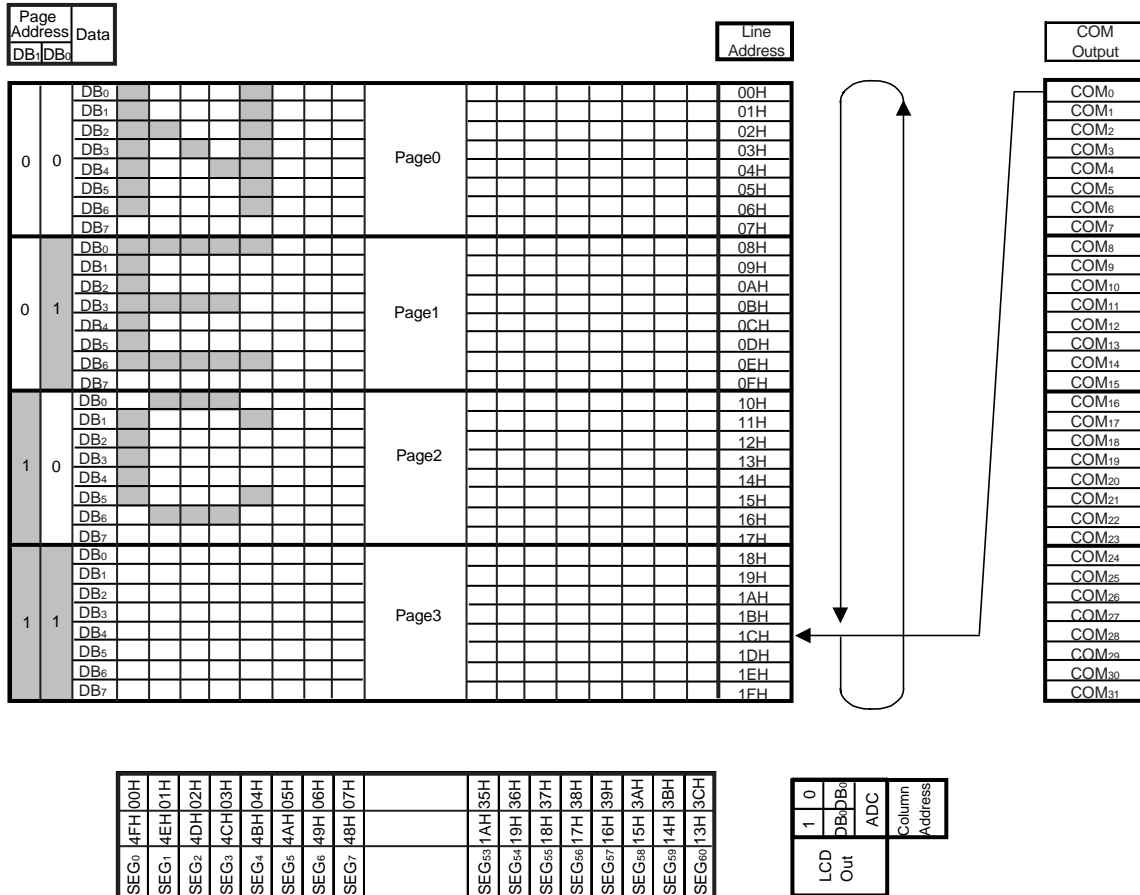 Page Address Data
DB1 DB0
Line Address
COM Output
0 0 Page0
DB0 00H COM0
DB1 01H COM1
DB2 02H COM2
DB3 03H COM3
DB4 04H COM4
DB5 05H COM5
DB6 06H COM6
DB7 07H COM7
0 1 Page1
DB0 08H COM8
DB1 09H COM9
DB2 0AH COM10
DB3 0BH COM11
DB4 0CH COM12
DB5 0DH COM13
DB6 0EH COM14
DB7 0FH COM15
1 0 Page2
DB0 10H COM16
DB1 11H COM17
DB2 12H COM18
DB3 13H COM19
DB4 14H COM20
DB5 15H COM21
DB6 16H COM22
DB7 17H COM23
1 1 Page3
DB0 18H COM24
DB1 19H COM25
DB2 1AH COM26
DB3 1BH COM27
DB4 1CH COM28
DB5 1DH COM29
DB6 1EH COM30
DB7 1FH COM31
00H 01H 02H 03H 04H 05H 06H 07H 35H 36H 37H 38H 39H 3AH 3BH 3CH
4FH 4EH 4DH 4CH 4BH 4AH 49H 48H 1AH 19H 18H 17H 16H 15H 14H 13H
SEG0 SEG1 SEG2 SEG3 SEG4 SEG5 SEG6 SEG7 SEG53 SEG54 SEG55 SEG56 SEG57 SEG58 SEG59 SEG60
1 0
DB0 DB0
ADC
Column Address
LCD Out